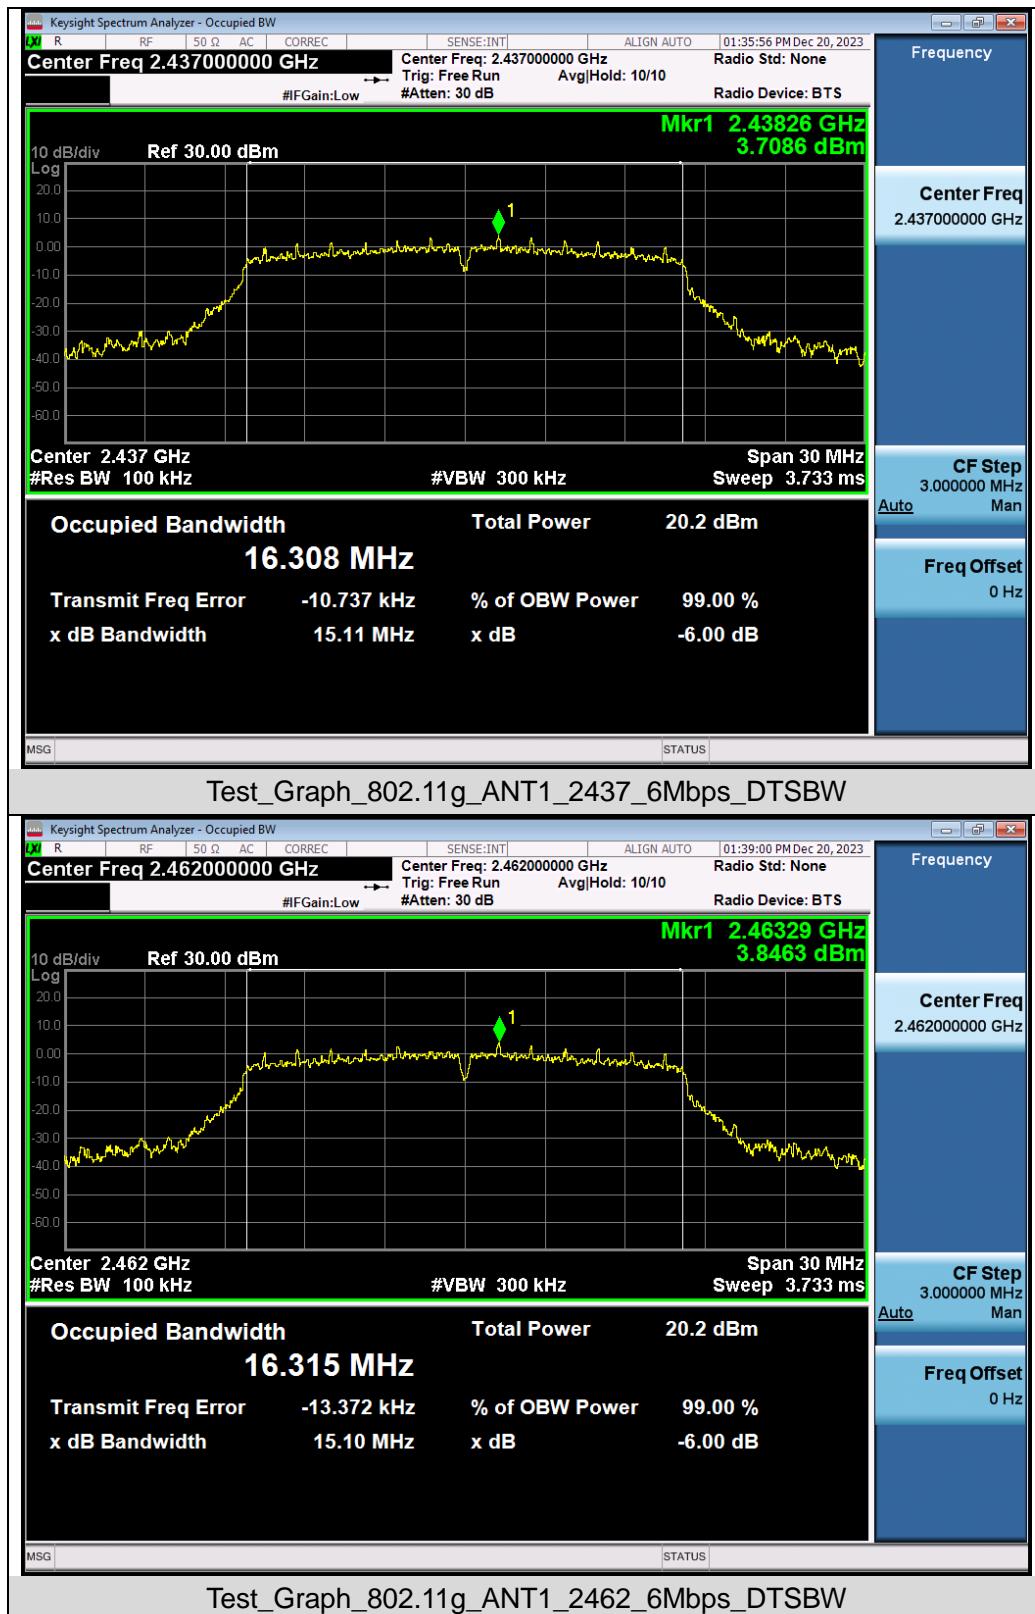 Keysight Spectrum Analyzer - Occupied BW
LXI R RF 50 Ω AC CORREC SENSE:INT ALIGN AUTO 01:35:56 PM Dec 20, 2023
Center Freq 2.437000000 GHz
Center Freq: 2.437000000 GHz
Radio Std: None
Trig: Free Run Avg|Hold: 10/10
#IFGain:Low
#Atten: 30 dB
Radio Device: BTS
Frequency
Mkr1 2.43826 GHz
3.7086 dBm
10 dB/div Ref 30.00 dBm
Log
20.0
10.0
0.00
-10.0
-20.0
-30.0
-40.0
-50.0
-60.0
1
Center 2.437 GHz
Span 30 MHz
#Res BW 100 kHz
#VBW 300 kHz
Sweep 3.733 ms
Center Freq
2.437000000 GHz
CF Step
3.000000 MHz
Auto Man
Freq Offset
0 Hz
Occupied Bandwidth
Total Power 20.2 dBm
16.308 MHz
Transmit Freq Error -10.737 kHz % of OBW Power 99.00 %
x dB Bandwidth 15.11 MHz x dB -6.00 dB
MSG STATUS
Test_Graph_802.11g_ANT1_2437_6Mbps_DTSBW
Keysight Spectrum Analyzer - Occupied BW
LXI R RF 50 Ω AC CORREC SENSE:INT ALIGN AUTO 01:39:00 PM Dec 20, 2023
Center Freq 2.462000000 GHz
Center Freq: 2.462000000 GHz
Radio Std: None
Trig: Free Run Avg|Hold: 10/10
#IFGain:Low
#Atten: 30 dB
Radio Device: BTS
Frequency
Mkr1 2.46329 GHz
3.8463 dBm
10 dB/div Ref 30.00 dBm
Log
20.0
10.0
0.00
-10.0
-20.0
-30.0
-40.0
-50.0
-60.0
1
Center 2.462 GHz
Span 30 MHz
#Res BW 100 kHz
#VBW 300 kHz
Sweep 3.733 ms
Center Freq
2.462000000 GHz
CF Step
3.000000 MHz
Auto Man
Freq Offset
0 Hz
Occupied Bandwidth
Total Power 20.2 dBm
16.315 MHz
Transmit Freq Error -13.372 kHz % of OBW Power 99.00 %
x dB Bandwidth 15.10 MHz x dB -6.00 dB
MSG STATUS
Test_Graph_802.11g_ANT1_2462_6Mbps_DTSBW